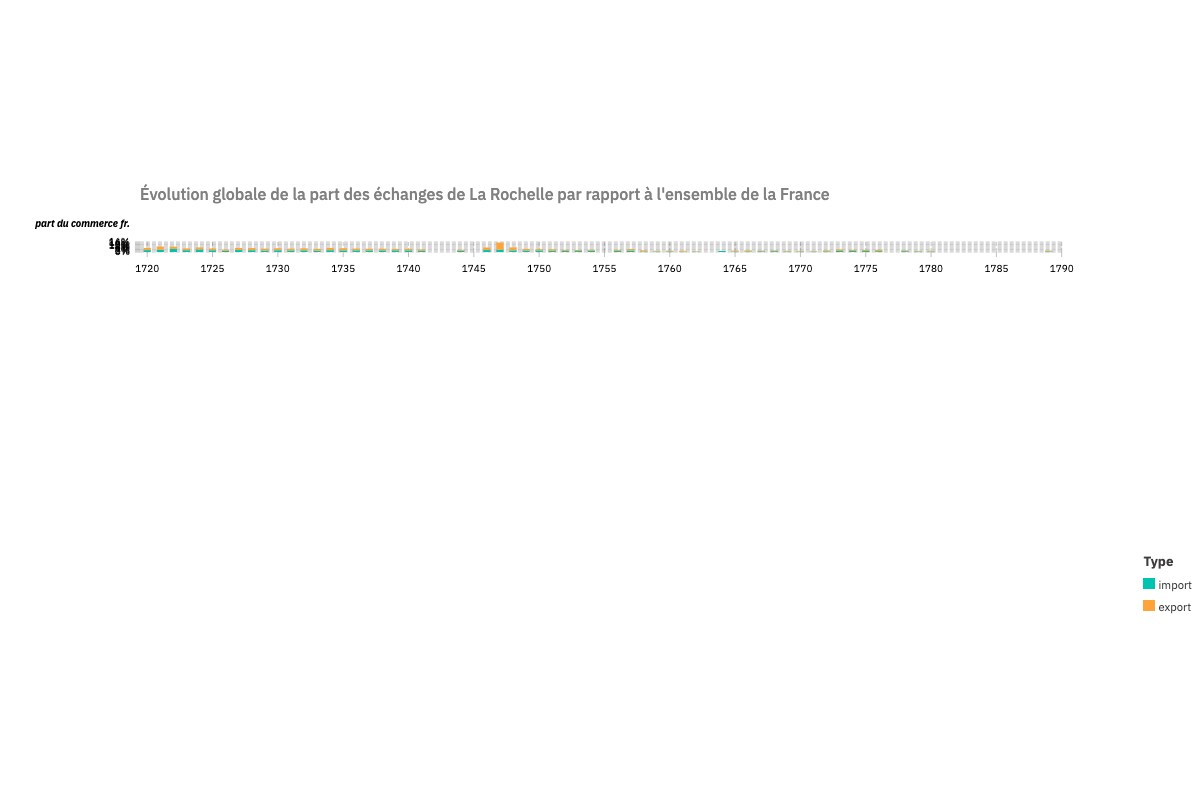 Évolution globale de la part des échanges de La Rochelle par rapport à l'ensemble de la France
part du commerce fr.
1720 1725 1730 1735 1740 1745 1750 1755 1760 1765 1770 1775 1780 1785 1790
Type
import
export